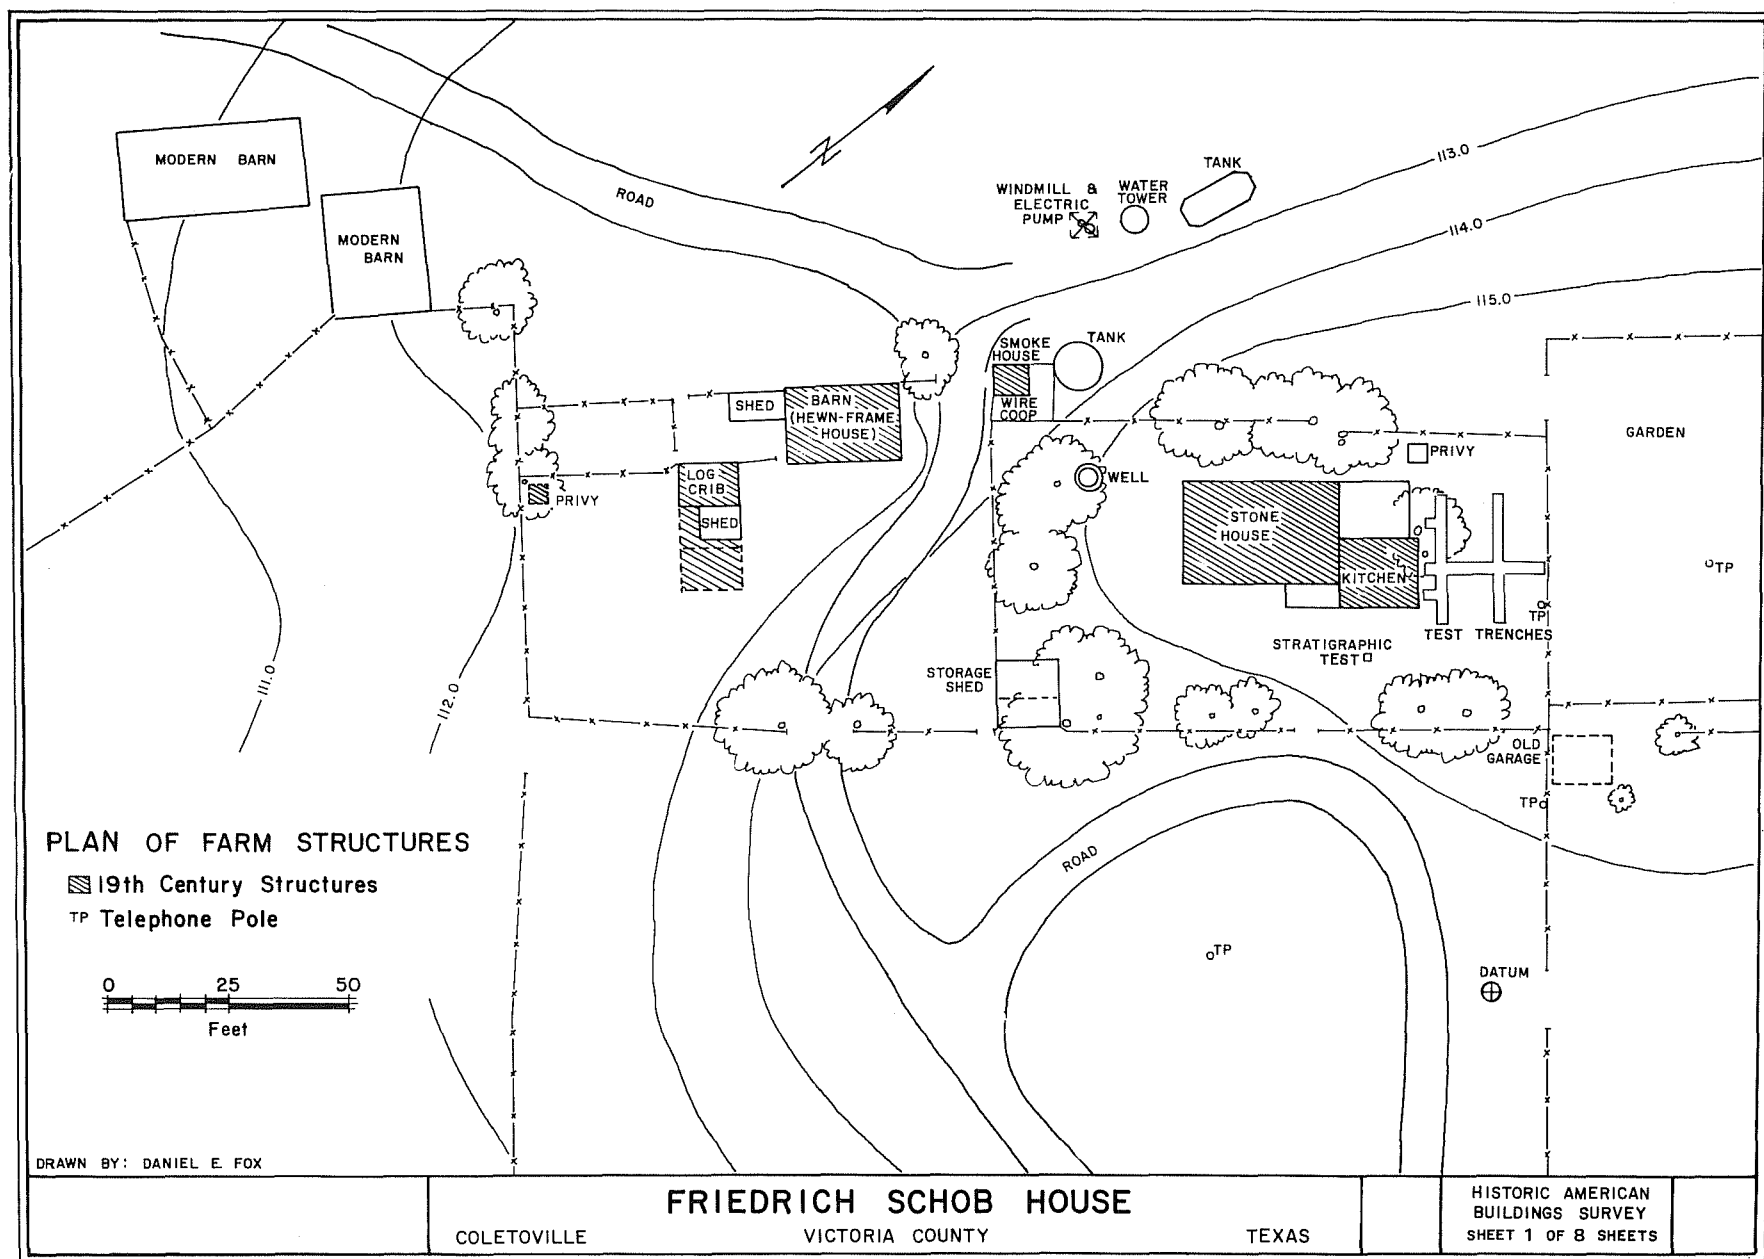 MODERN BARN
MODERN
BARN
ROAD
N
WINDMILL &
ELECTRIC
PUMP
WATER
TOWER
TANK
113.0
114.0
115.0
SMOKE
HOUSE
TANK
WIRE
COOP
SHED
BARN
(HEWN-FRAME
HOUSE)
LOG
CRIB
SHED
PRIVY
WELL
PRIVY
GARDEN
STONE
HOUSE
KITCHEN
TP
TP
TEST TRENCHES
STRATIGRAPHIC
TEST
STORAGE
SHED
111.0
112.0
OLD
GARAGE
TP
ROAD
TP
DATUM
PLAN OF FARM STRUCTURES
19th Century Structures
TP Telephone Pole
0 25 50
Feet
DRAWN BY: DANIEL E. FOX
FRIEDRICH SCHOB HOUSE
COLETOVILLE VICTORIA COUNTY TEXAS
HISTORIC AMERICAN
BUILDINGS SURVEY
SHEET 1 OF 8 SHEETS